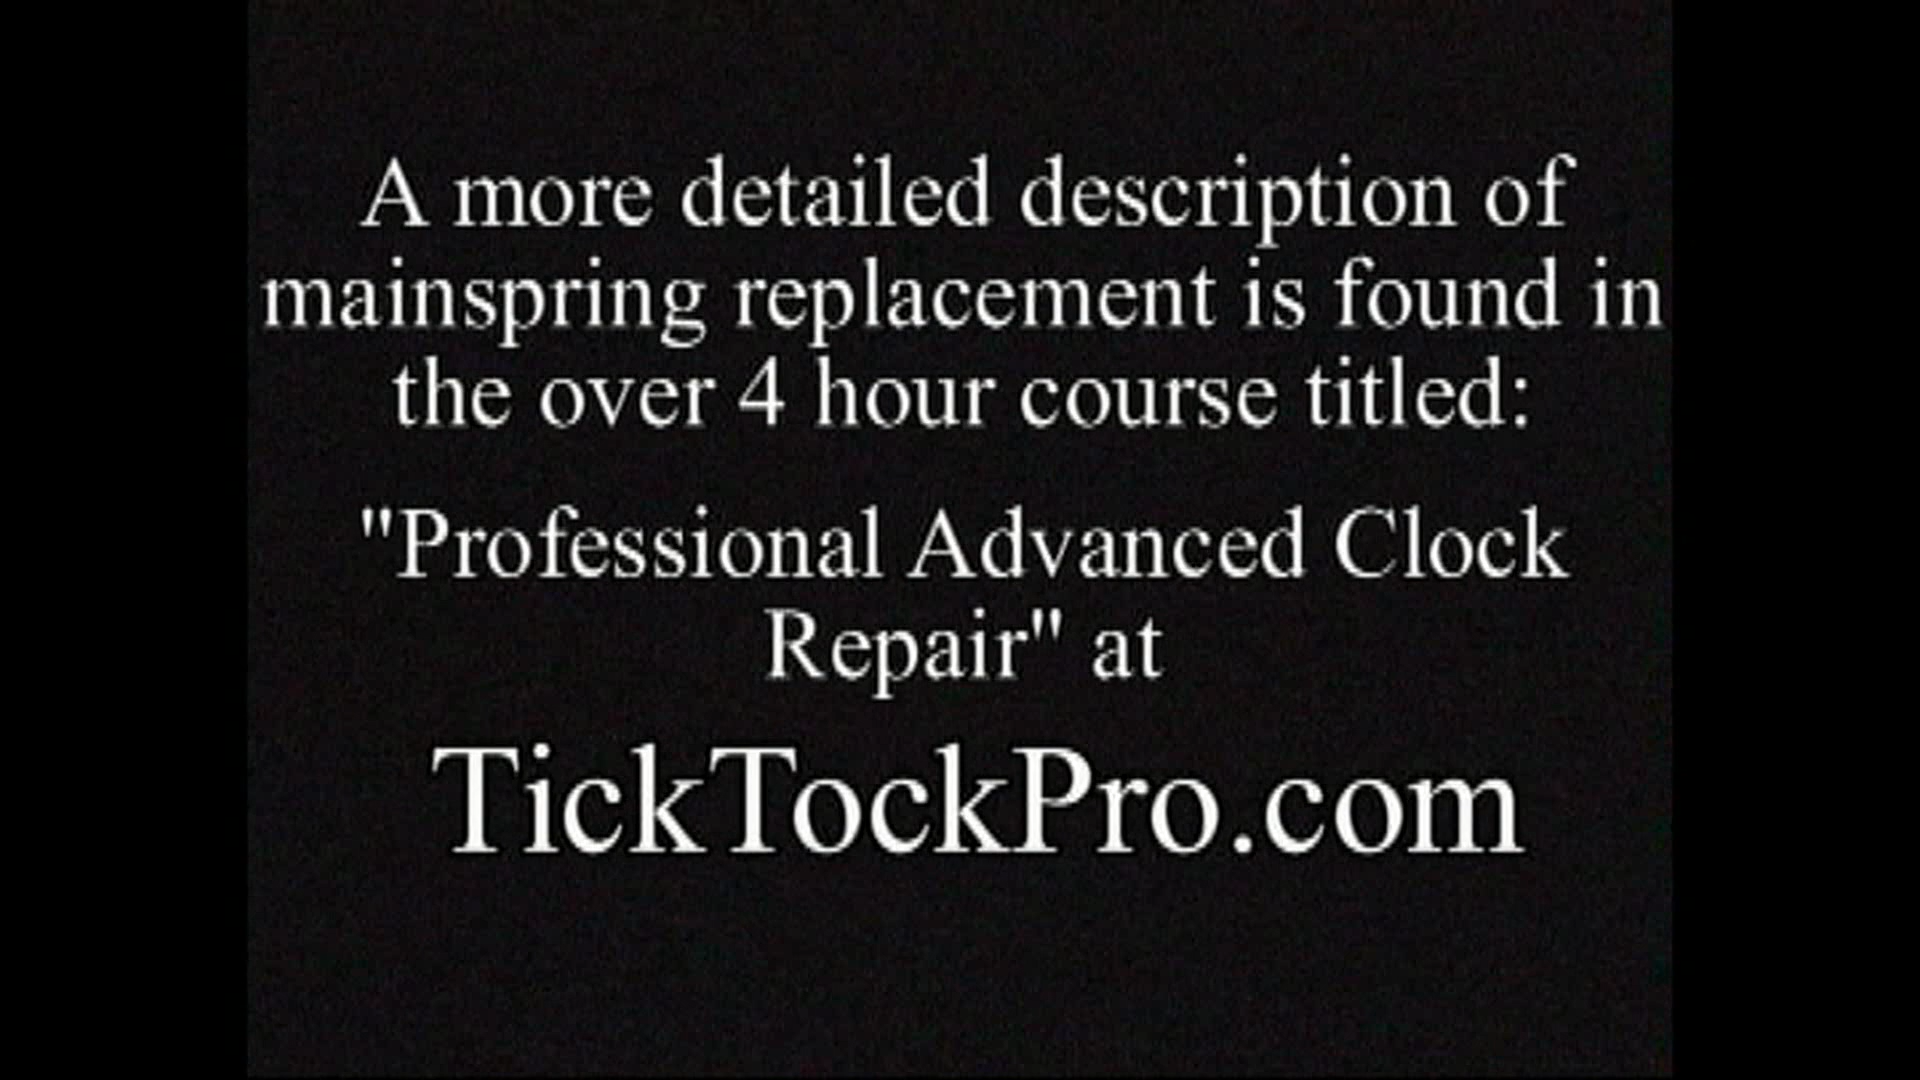 A more detailed description of
mainspring replacement is found in
the over 4 hour course titled:
"Professional Advanced Clock
Repair" at
TickTockPro.com